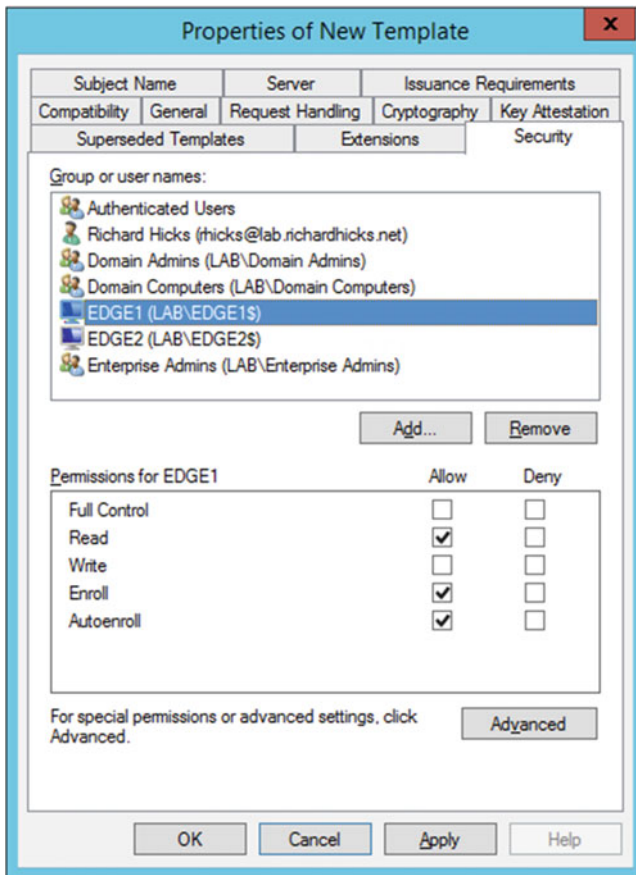 Properties of New Template
x
Subject Name Server Issuance Requirements
Compatibility General Request Handling Cryptography Key Attestation
Superseded Templates Extensions Security
Group or user names:
Authenticated Users
Richard Hicks (rhicks@lab.richardhicks.net)
Domain Admins (LAB\Domain Admins)
Domain Computers (LAB\Domain Computers)
EDGE1 (LAB\EDGE1$)
EDGE2 (LAB\EDGE2$)
Enterprise Admins (LAB\Enterprise Admins)
Add... Remove
Permissions for EDGE1 Allow Deny
Full Control
Read
Write
Enroll
Autoenroll
For special permissions or advanced settings, click
Advanced.
Advanced
OK Cancel Apply Help